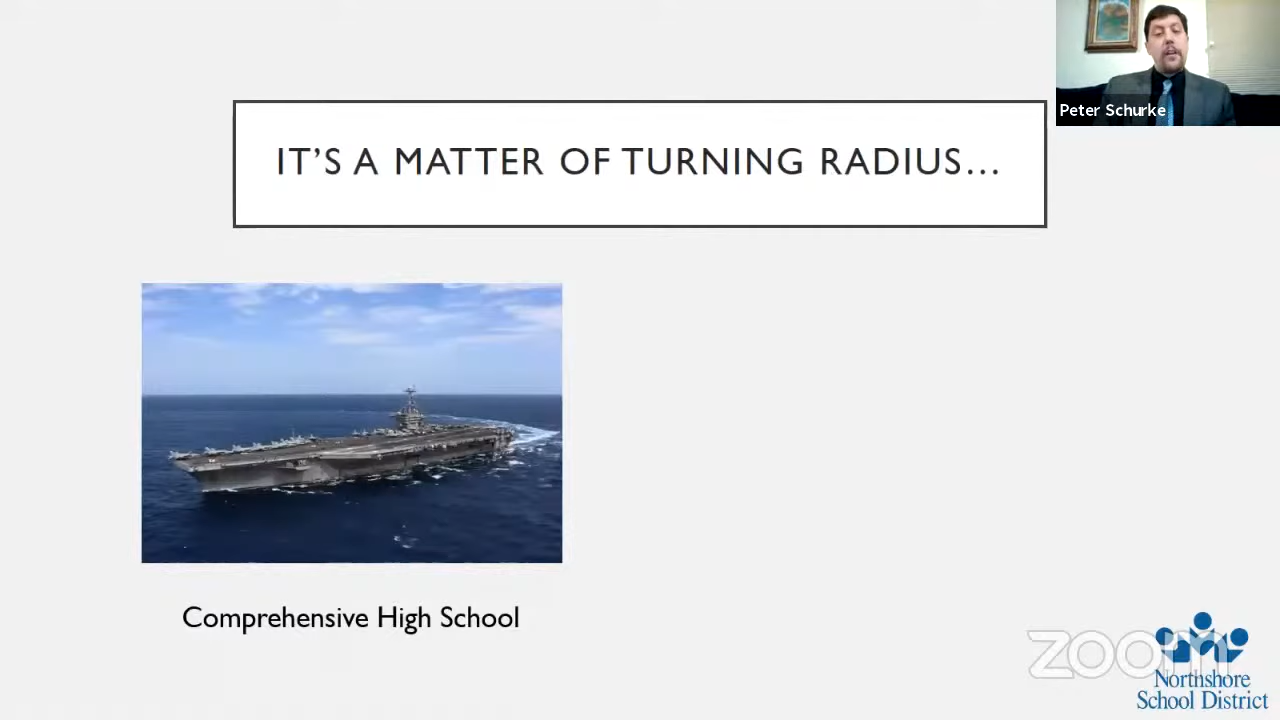 Peter Schurke
IT'S A MATTER OF TURNING RADIUS...
Comprehensive High School
zoom
Northshore
School District